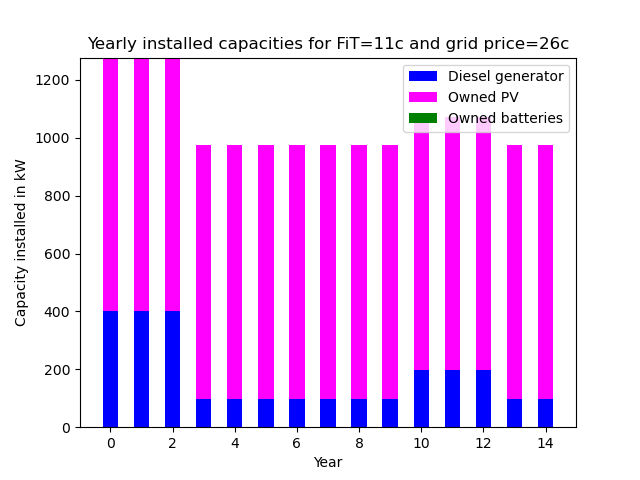 Yearly installed capacities for FiT=11c and grid price=26c
Diesel generator
Owned PV
Owned batteries
1200
1000
800
600
400
200
0
Capacity installed in kW
0 2 4 6 8 10 12 14
Year